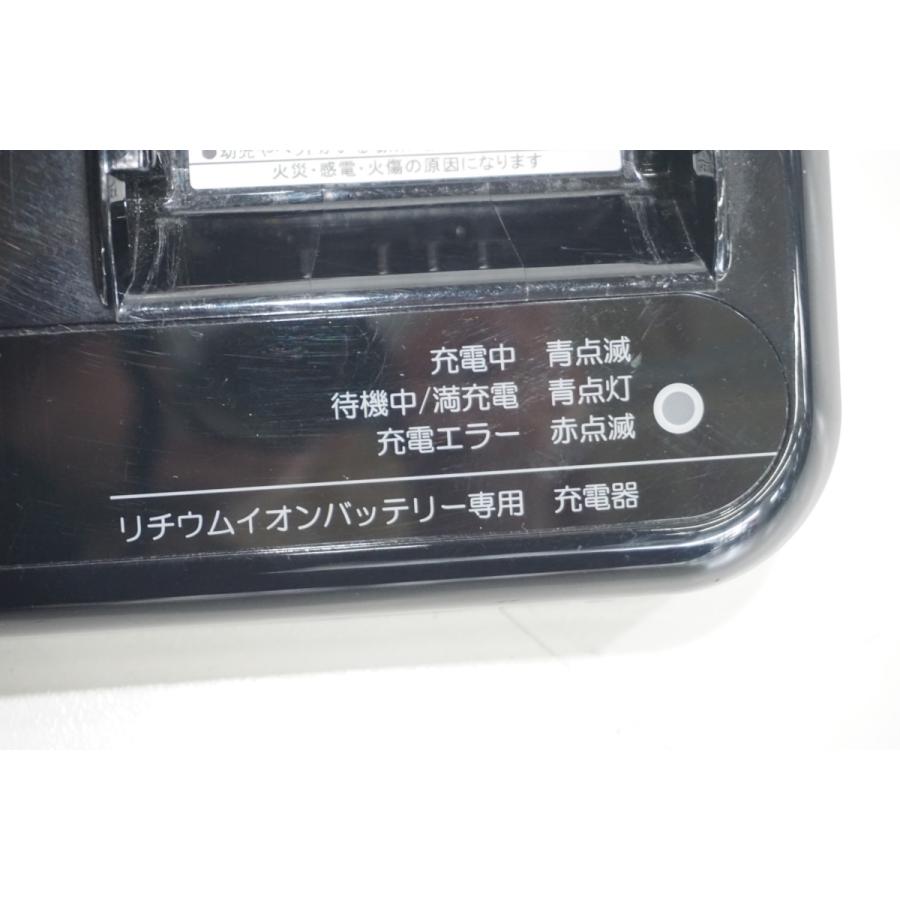 火災・感電・火傷の原因になります
充電中 青点滅
待機中/満充電 青点灯
充電エラー 赤点滅
リチウムイオンバッテリー専用 充電器